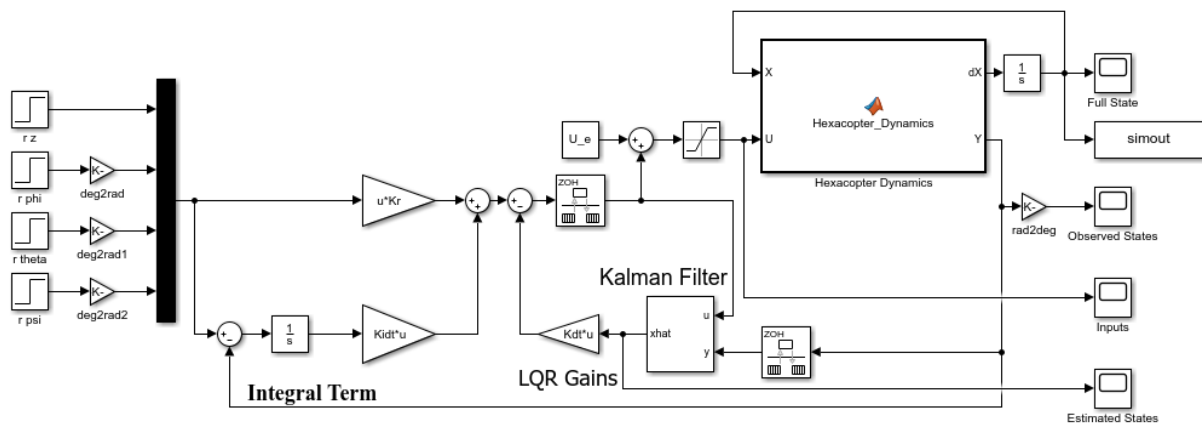 r z
K-
r phi
deg2rad
K-
r theta
deg2rad1
K-
r psi
deg2rad2
u*Kr
+
+
+
−
ZOH
U_e
+
+
X
dX
Hexacopter_Dynamics
U
Y
Hexacopter Dynamics
1
s
Full State
simout
K-
rad2deg
Observed States
Kalman Filter
u
xhat
y
ZOH
Inputs
Kdt*u
LQR Gains
+
−
1
s
Kidt*u
Integral Term
Estimated States